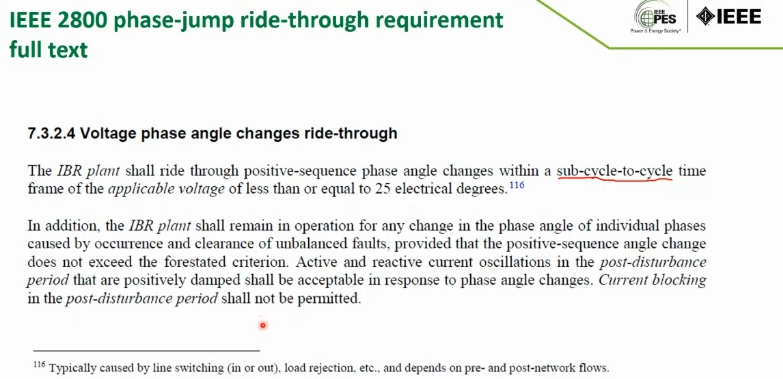 IEEE 2800 phase-jump ride-through requirement
full text
IEEE
PES
Power & Energy Society®
IEEE
7.3.2.4 Voltage phase angle changes ride-through
The IBR plant shall ride through positive-sequence phase angle changes within a sub-cycle-to-cycle time
frame of the applicable voltage of less than or equal to 25 electrical degrees.116
In addition, the IBR plant shall remain in operation for any change in the phase angle of individual phases
caused by occurrence and clearance of unbalanced faults, provided that the positive-sequence angle change
does not exceed the forestated criterion. Active and reactive current oscillations in the post-disturbance
period that are positively damped shall be acceptable in response to phase angle changes. Current blocking
in the post-disturbance period shall not be permitted.
116 Typically caused by line switching (in or out), load rejection, etc., and depends on pre- and post-network flows.